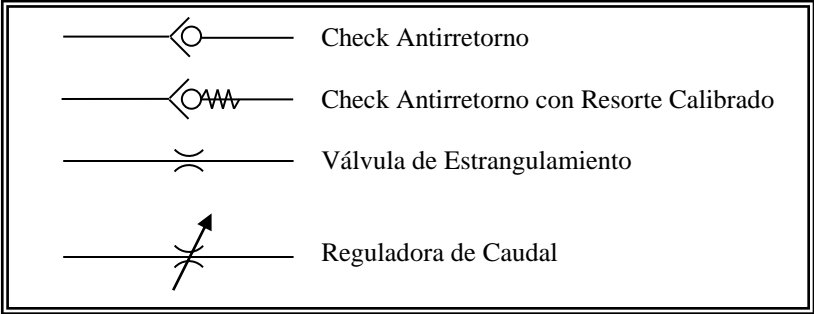 Check Antirretorno
Check Antirretorno con Resorte Calibrado
Válvula de Estrangulamiento
Reguladora de Caudal